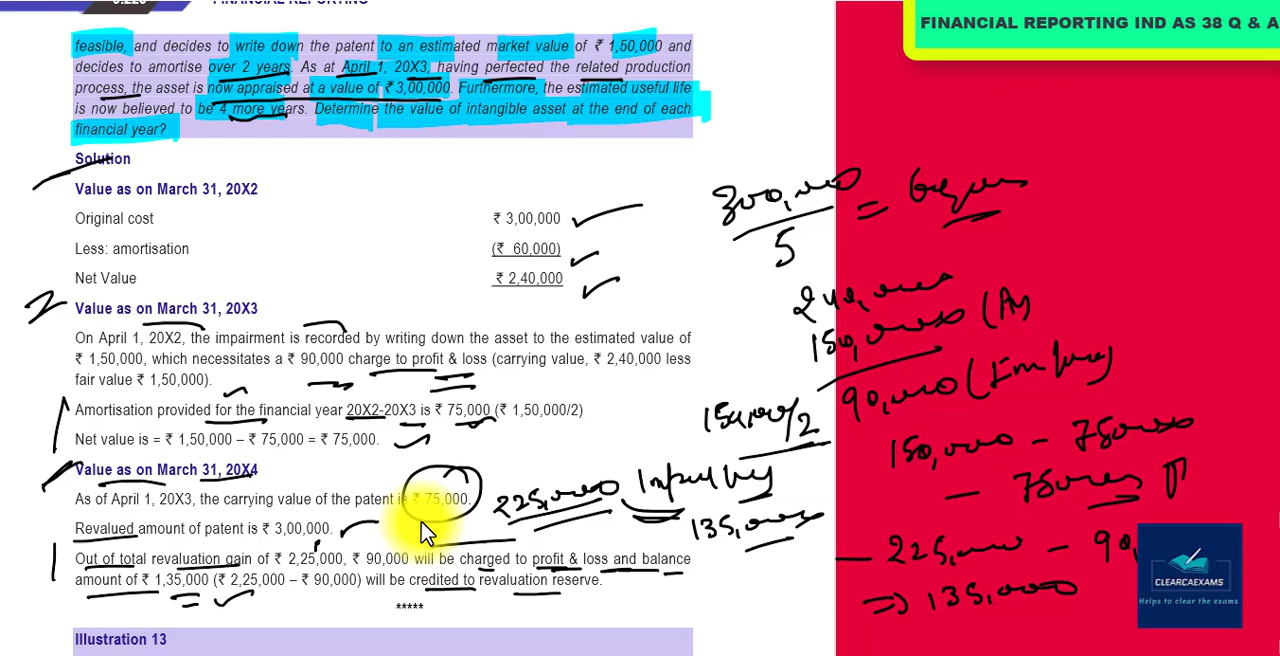 FINANCIAL REPORTING
FINANCIAL REPORTING IND AS 38 Q & A
feasible, and decides to write down the patent to an estimated market value of ₹ 1,50,000 and
decides to amortise over 2 years. As at April 1, 20X3, having perfected the related production
process, the asset is now appraised at a value of ₹ 3,00,000. Furthermore, the estimated useful life
is now believed to be 4 more years. Determine the value of intangible asset at the end of each
financial year?
Solution
Value as on March 31, 20X2
Original cost ₹ 3,00,000
Less: amortisation (₹ 60,000)
Net Value ₹ 2,40,000
Value as on March 31, 20X3
On April 1, 20X2, the impairment is recorded by writing down the asset to the estimated value of
₹ 1,50,000, which necessitates a ₹ 90,000 charge to profit & loss (carrying value, ₹ 2,40,000 less
fair value ₹ 1,50,000).
Amortisation provided for the financial year 20X2-20X3 is ₹ 75,000 (₹ 1,50,000/2)
Net value is = ₹ 1,50,000 – ₹ 75,000 = ₹ 75,000.
Value as on March 31, 20X4
As of April 1, 20X3, the carrying value of the patent is ₹ 75,000.
Revalued amount of patent is ₹ 3,00,000.
Out of total revaluation gain of ₹ 2,25,000, ₹ 90,000 will be charged to profit & loss and balance
amount of ₹ 1,35,000 (₹ 2,25,000 – ₹ 90,000) will be credited to revaluation reserve.
*****
Illustration 13
300,000
5
=
240,000
150,000
90,000
150,000/2
150,000 – 75000
– 75000
225,000
135,000
– 225,000 – 90,
⇒ 135,000
CLEARCAEXAMS
Helps to clear the exams